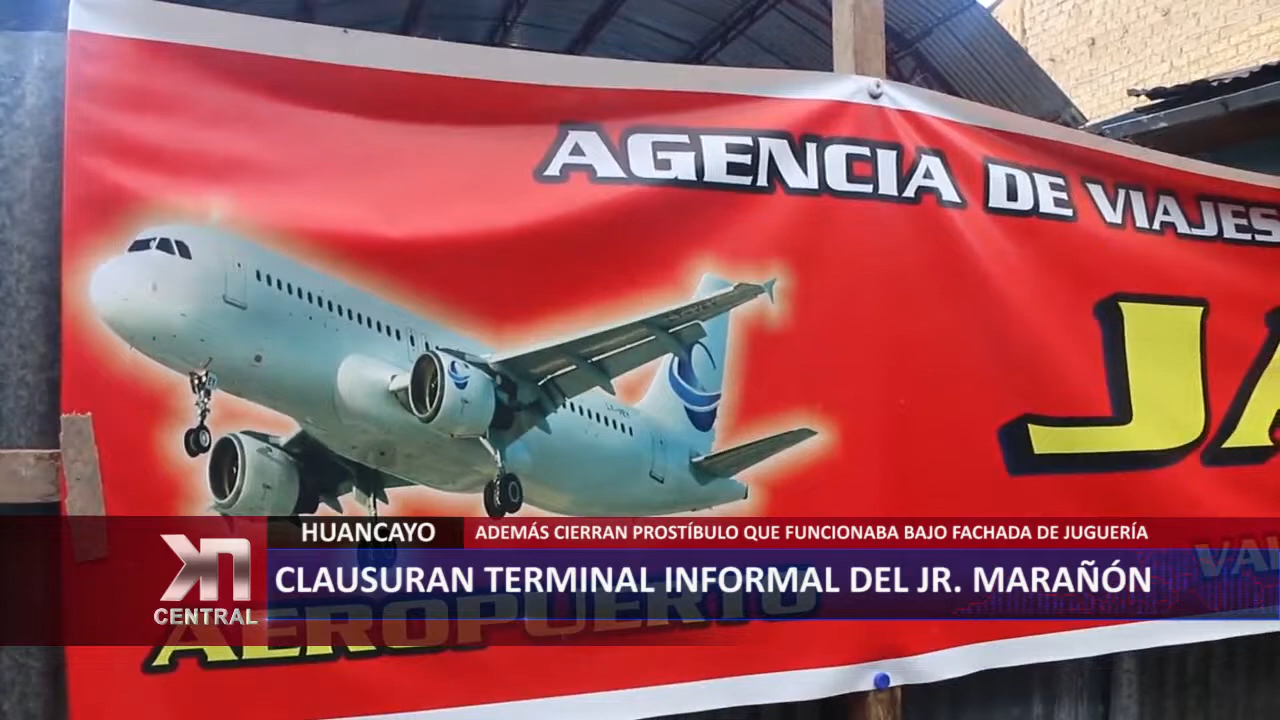 AGENCIA DE VIAJES
HUANCAYO
ADEMÁS CIERRAN PROSTÍBULO QUE FUNCIONABA BAJO FACHADA DE JUGUERÍA
CLAUSURAN TERMINAL INFORMAL DEL JR. MARAÑÓN
KN
CENTRAL
AEROPUERTO